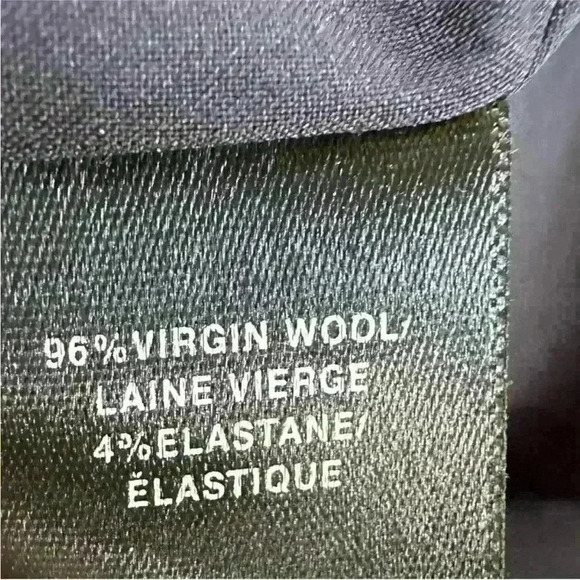 96% VIRGIN WOOL/
LAINE VIERGE
4% ELASTANE/
ÉLASTIQUE